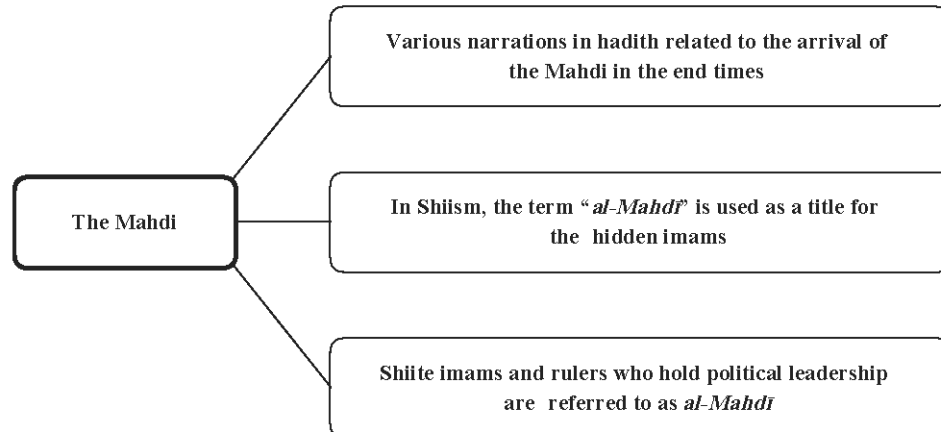 Various narrations in hadith related to the arrival of
the Mahdi in the end times
The Mahdi
In Shiism, the term “al-Mahdī” is used as a title for
the hidden imams
Shiite imams and rulers who hold political leadership
are referred to as al-Mahdī